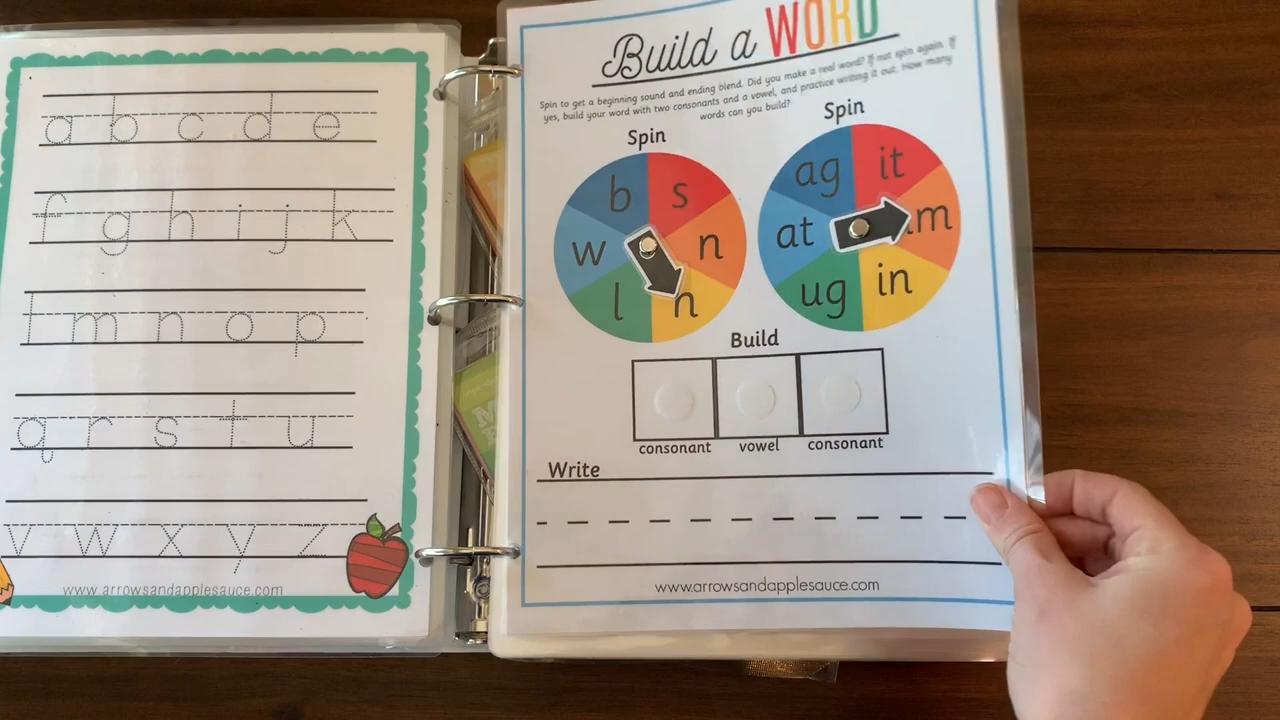 a b c d e
f g h i j k
l m n o p
q r s t u
v w x y z
www.arrowsandapplesauce.com
Build a WORD
Spin to get a beginning sound and ending blend. Did you make a real word? If not spin again. If
yes, build your word with two consonants and a vowel, and practice writing it out. How many
words can you build?
Spin
b s
w n
l n
Spin
ag it
at
ug in
Build
consonant vowel consonant
Write
www.arrowsandapplesauce.com